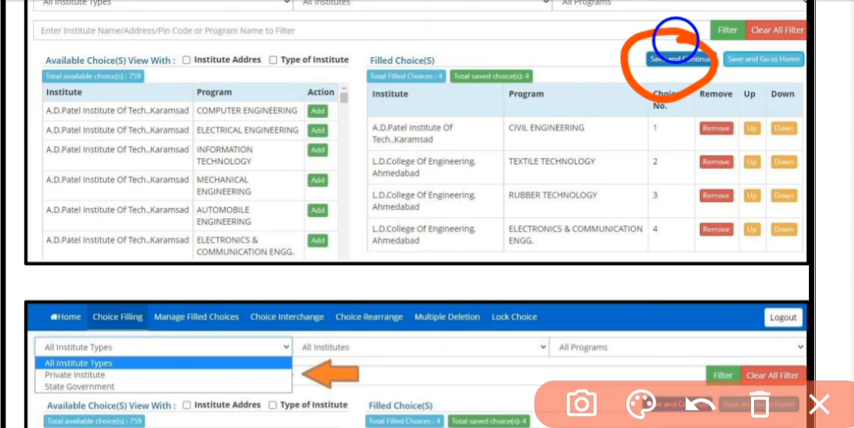 All Institute Types All Institutes All Programs
Enter Institute Name/Address/Pin Code or Program Name to Filter Filter Clear All Filter
Available Choice(S) View With : Institute Addres Type of Institute Filled Choice(S) Save and Continue Save and Go to Home
Total available choice(s) : 759 Total Filled Choices : 4 Total saved choice(s): 4
Institute Program Action Institute Program Choice No. Remove Up Down
A.D.Patel Institute Of Tech.,Karamsad COMPUTER ENGINEERING Add
A.D.Patel Institute Of Tech.,Karamsad ELECTRICAL ENGINEERING Add
A.D.Patel Institute Of Tech.,Karamsad INFORMATION TECHNOLOGY Add
A.D.Patel Institute Of Tech.,Karamsad MECHANICAL ENGINEERING Add
A.D.Patel Institute Of Tech.,Karamsad AUTOMOBILE ENGINEERING Add
A.D.Patel Institute Of Tech.,Karamsad ELECTRONICS & COMMUNICATION ENGG. Add
A.D.Patel Institute Of Tech.,Karamsad CIVIL ENGINEERING 1 Remove Up Down
L.D.College Of Engineering, Ahmedabad TEXTILE TECHNOLOGY 2 Remove Up Down
L.D.College Of Engineering, Ahmedabad RUBBER TECHNOLOGY 3 Remove Up Down
L.D.College Of Engineering, Ahmedabad ELECTRONICS & COMMUNICATION ENGG. 4 Remove Up Down
Home Choice Filling Manage Filled Choices Choice Interchange Choice Rearrange Multiple Deletion Lock Choice Logout
All Institute Types All Institutes All Programs
All Institute Types
Private Institute
State Government
Filter Clear All Filter
Available Choice(S) View With : Institute Addres Type of Institute Filled Choice(S)
Total available choice(s) : 759 Total Filled Choices : 4 Total saved choice(s): 4